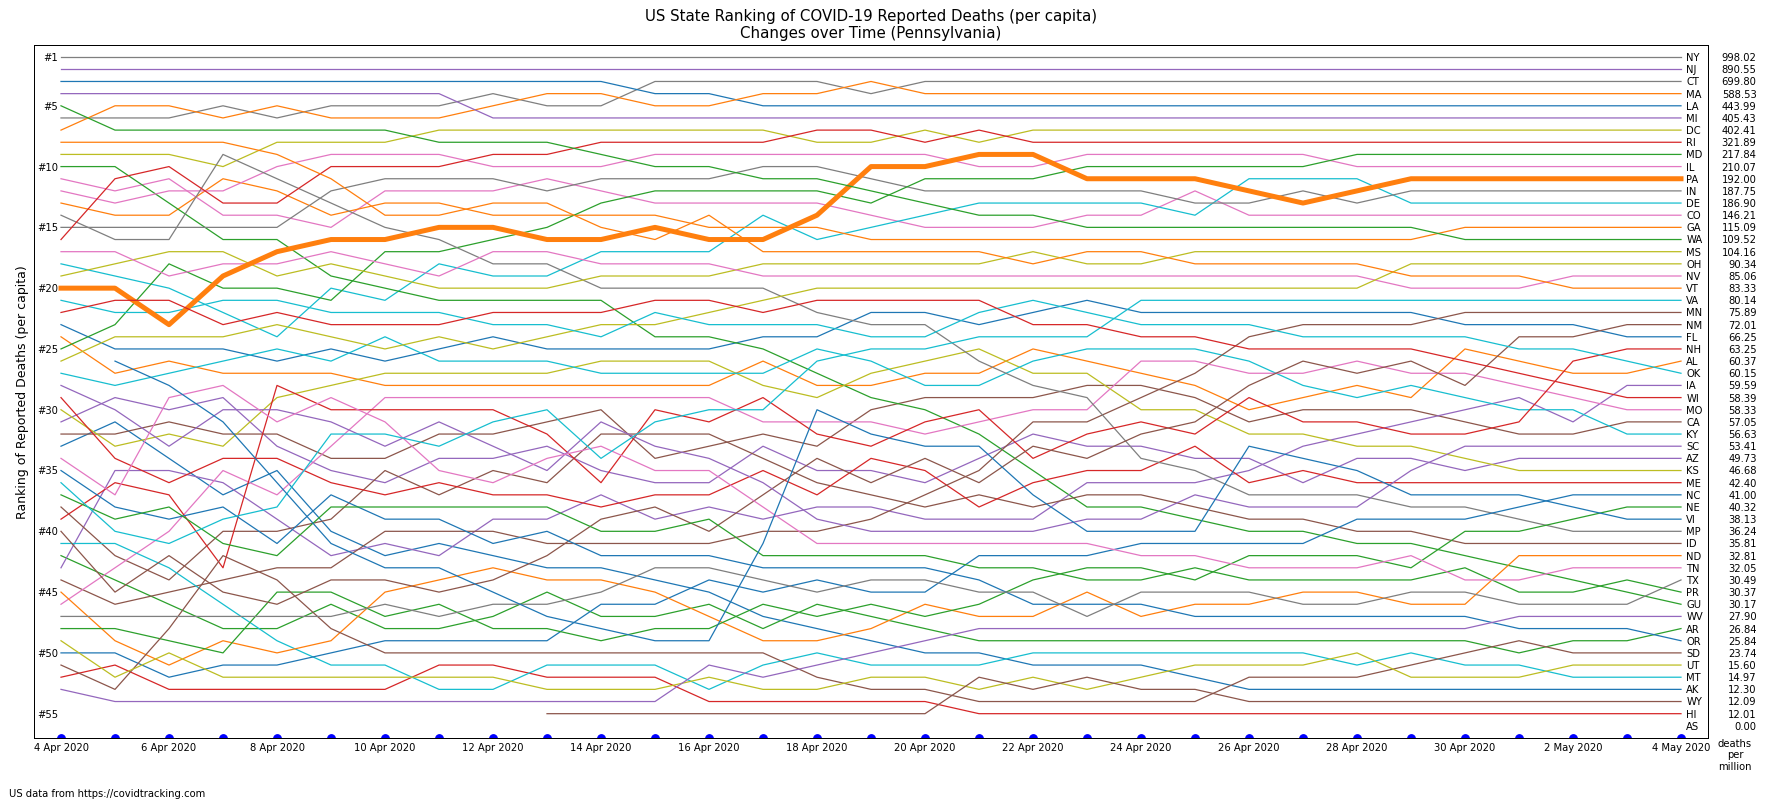 US State Ranking of COVID-19 Reported Deaths (per capita)
Changes over Time (Pennsylvania)
Ranking of Reported Deaths (per capita)
#1
#5
#10
#15
#20
#25
#30
#35
#40
#45
#50
#55
NY 998.02
NJ 890.55
CT 699.80
MA 588.53
LA 443.99
MI 405.43
DC 402.41
RI 321.89
MD 217.84
IL 210.07
PA 192.00
IN 187.75
DE 186.90
CO 146.21
GA 115.09
WA 109.52
MS 104.16
OH 90.34
NV 85.06
VT 83.33
VA 80.14
MN 75.89
NM 72.01
FL 66.25
NH 63.25
AL 60.37
OK 60.15
IA 59.59
WI 58.39
MO 58.33
CA 57.05
KY 56.63
SC 53.41
AZ 49.73
KS 46.68
ME 42.40
NC 41.00
NE 40.32
VI 38.13
MP 36.24
ID 35.81
ND 32.81
TN 32.05
TX 30.49
PR 30.37
GU 30.17
WV 27.90
AR 26.84
OR 25.84
SD 23.74
UT 15.60
MT 14.97
AK 12.30
WY 12.09
HI 12.01
AS 0.00
4 Apr 2020 6 Apr 2020 8 Apr 2020 10 Apr 2020 12 Apr 2020 14 Apr 2020 16 Apr 2020 18 Apr 2020 20 Apr 2020 22 Apr 2020 24 Apr 2020 26 Apr 2020 28 Apr 2020 30 Apr 2020 2 May 2020 4 May 2020
deaths
per
million
US data from https://covidtracking.com